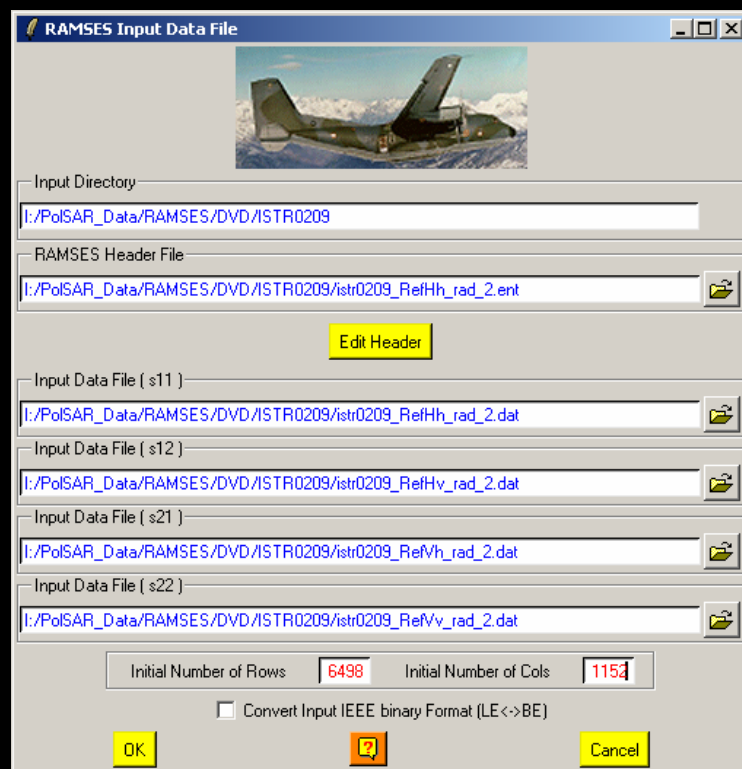 RAMSES Input Data File
Input Directory
I:/PolSAR_Data/RAMSES/DVD/ISTR0209
RAMSES Header File
I:/PolSAR_Data/RAMSES/DVD/ISTR0209/istr0209_RefHh_rad_2.ent
Edit Header
Input Data File ( s11 )
I:/PolSAR_Data/RAMSES/DVD/ISTR0209/istr0209_RefHh_rad_2.dat
Input Data File ( s12 )
I:/PolSAR_Data/RAMSES/DVD/ISTR0209/istr0209_RefHv_rad_2.dat
Input Data File ( s21 )
I:/PolSAR_Data/RAMSES/DVD/ISTR0209/istr0209_RefVh_rad_2.dat
Input Data File ( s22 )
I:/PolSAR_Data/RAMSES/DVD/ISTR0209/istr0209_RefVv_rad_2.dat
Initial Number of Rows 6498 Initial Number of Cols 1152
Convert Input IEEE binary Format (LE<->BE)
OK ? Cancel